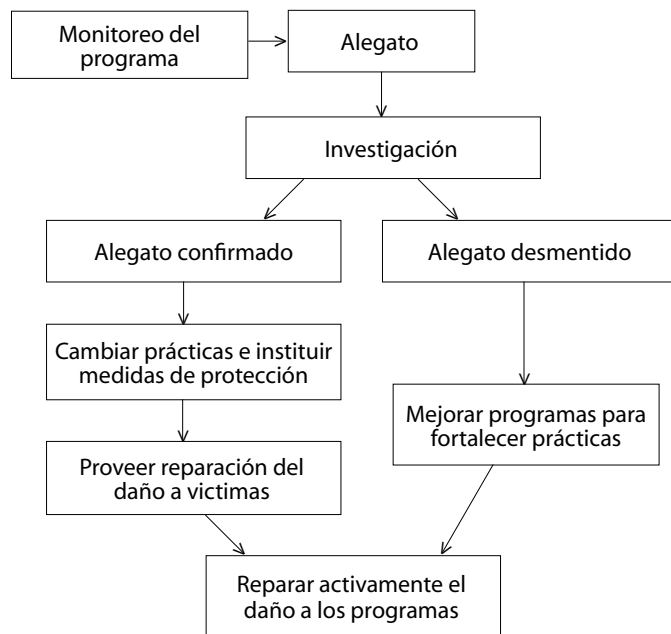 Monitoreo del
programa
Alegato
Investigación
Alegato confirmado
Alegato desmentido
Cambiar prácticas e instituir
medidas de protección
Mejorar programas para
fortalecer prácticas
Proveer reparación del
daño a victimas
Reparar activamente el
daño a los programas